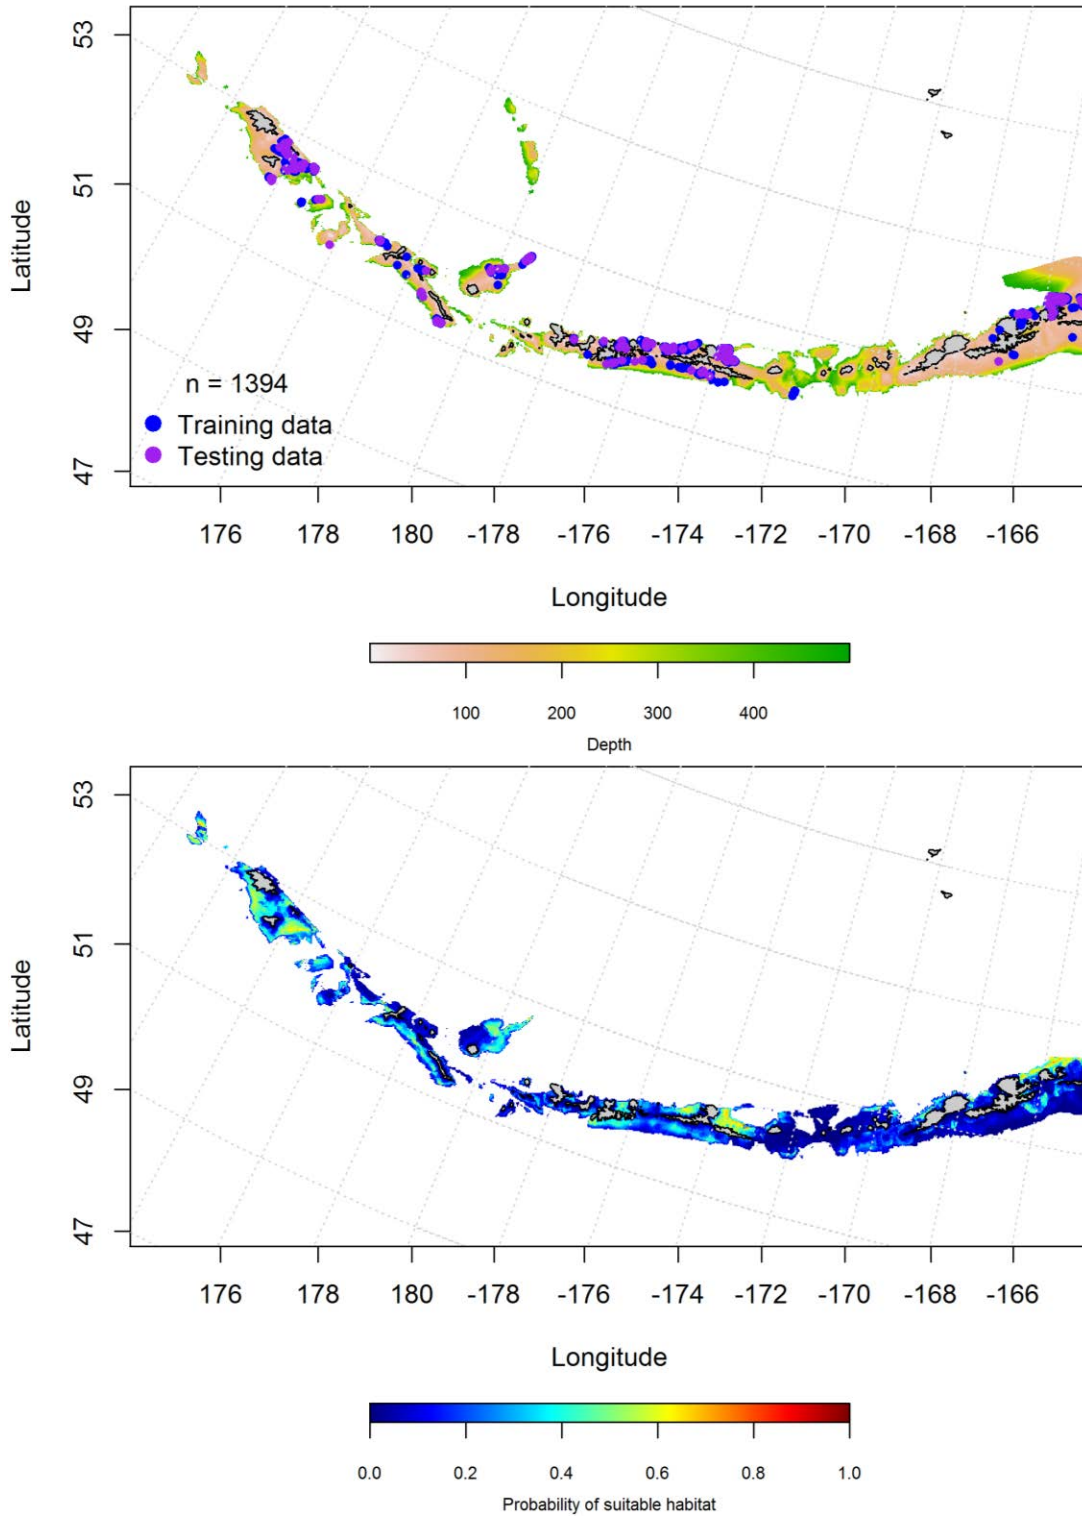 53
51
49
47
Latitude
n = 1394
Training data
Testing data
176 178 180 -178 -176 -174 -172 -170 -168 -166
Longitude
100 200 300 400
Depth
53
51
49
47
Latitude
176 178 180 -178 -176 -174 -172 -170 -168 -166
Longitude
0.0 0.2 0.4 0.6 0.8 1.0
Probability of suitable habitat